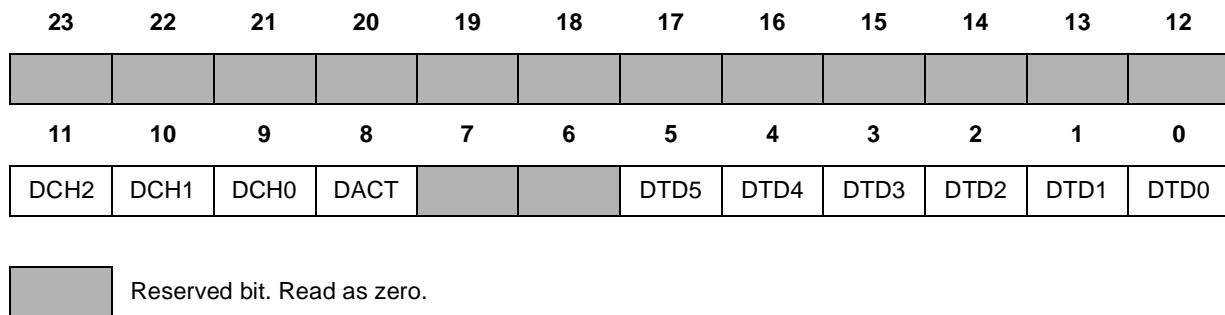 23 22 21 20 19 18 17 16 15 14 13 12
11 10 9 8 7 6 5 4 3 2 1 0
DCH2 DCH1 DCH0 DACT DTD5 DTD4 DTD3 DTD2 DTD1 DTD0
Reserved bit. Read as zero.